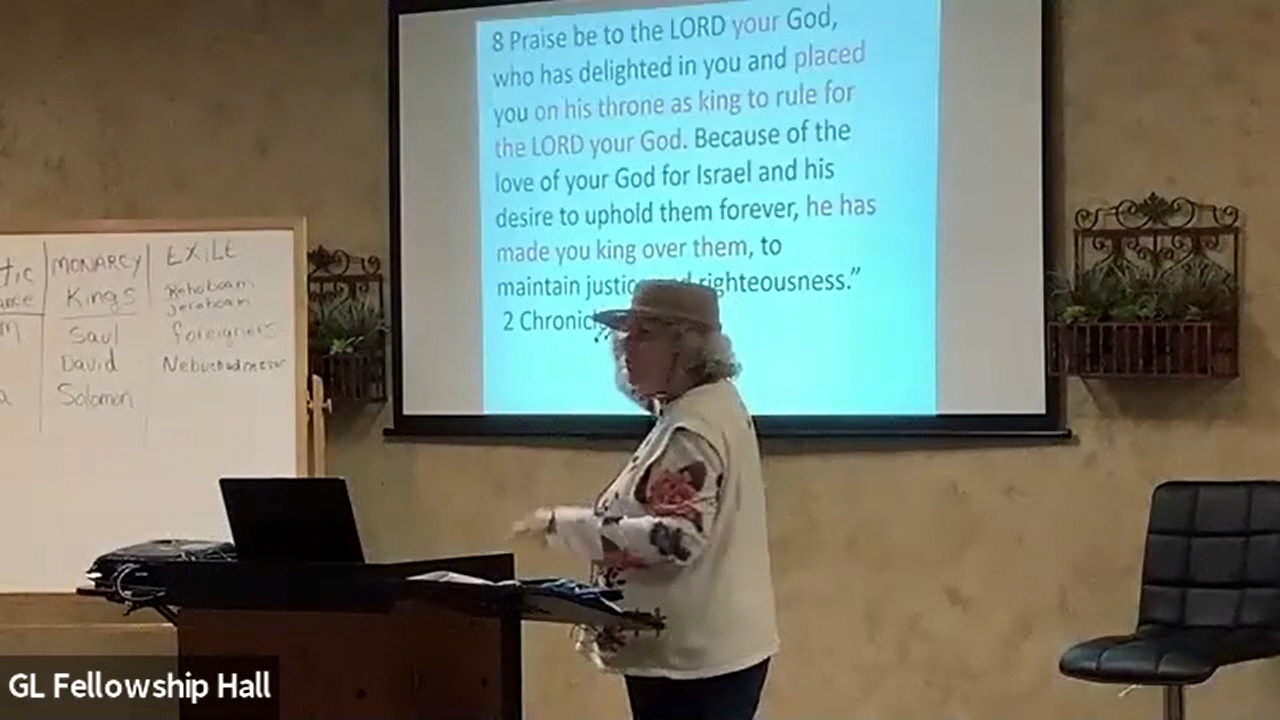 8 Praise be to the LORD your God,
who has delighted in you and placed
you on his throne as king to rule for
the LORD your God. Because of the
love of your God for Israel and his
desire to uphold them forever, he has
made you king over them, to
maintain justic righteousness.”
2 Chronic
tic MONARCY EXILE
Kings Rehoboam
Jeroboam
Saul foreigners
David Nebuchadnezzar
Solomon
GL Fellowship Hall